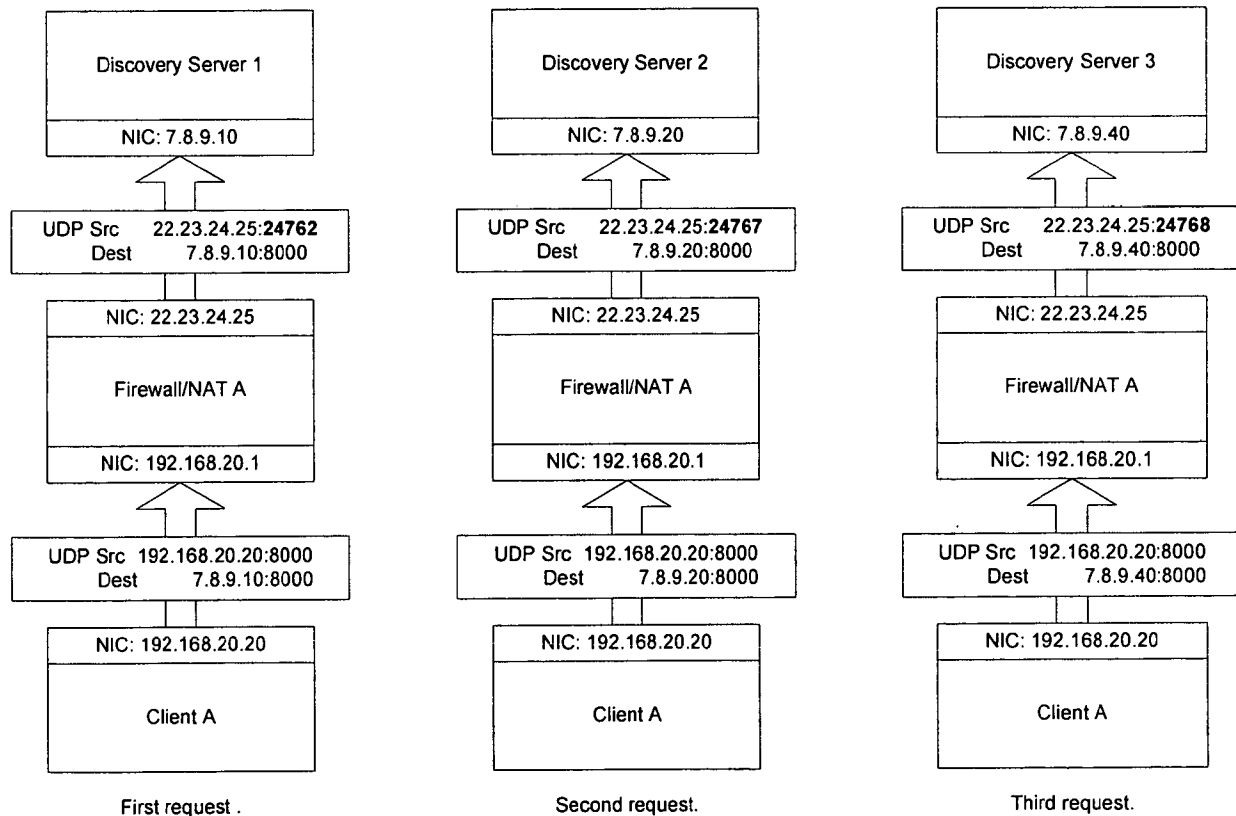 Discovery Server 1
NIC: 7.8.9.10
UDP Src 22.23.24.25:24762
Dest 7.8.9.10:8000
NIC: 22.23.24.25
Firewall/NAT A
NIC: 192.168.20.1
UDP Src 192.168.20.20:8000
Dest 7.8.9.10:8000
NIC: 192.168.20.20
Client A
First request .
Discovery Server 2
NIC: 7.8.9.20
UDP Src 22.23.24.25:24767
Dest 7.8.9.20:8000
NIC: 22.23.24.25
Firewall/NAT A
NIC: 192.168.20.1
UDP Src 192.168.20.20:8000
Dest 7.8.9.20:8000
NIC: 192.168.20.20
Client A
Second request.
Discovery Server 3
NIC: 7.8.9.40
UDP Src 22.23.24.25:24768
Dest 7.8.9.40:8000
NIC: 22.23.24.25
Firewall/NAT A
NIC: 192.168.20.1
UDP Src 192.168.20.20:8000
Dest 7.8.9.40:8000
NIC: 192.168.20.20
Client A
Third request.